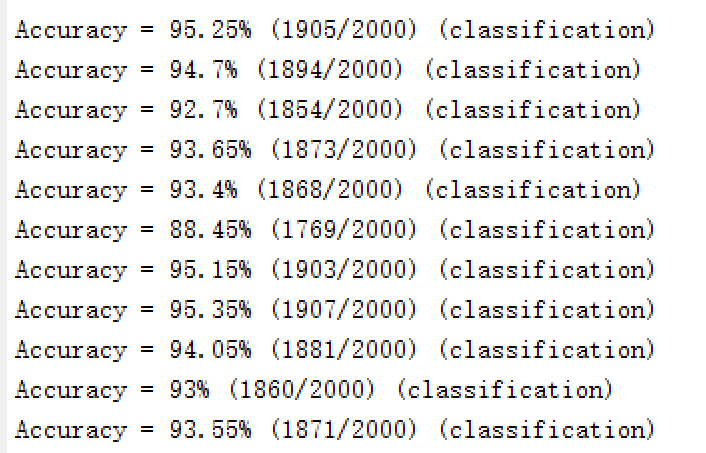 Accuracy = 95.25% (1905/2000) (classification)
Accuracy = 94.7% (1894/2000) (classification)
Accuracy = 92.7% (1854/2000) (classification)
Accuracy = 93.65% (1873/2000) (classification)
Accuracy = 93.4% (1868/2000) (classification)
Accuracy = 88.45% (1769/2000) (classification)
Accuracy = 95.15% (1903/2000) (classification)
Accuracy = 95.35% (1907/2000) (classification)
Accuracy = 94.05% (1881/2000) (classification)
Accuracy = 93% (1860/2000) (classification)
Accuracy = 93.55% (1871/2000) (classification)